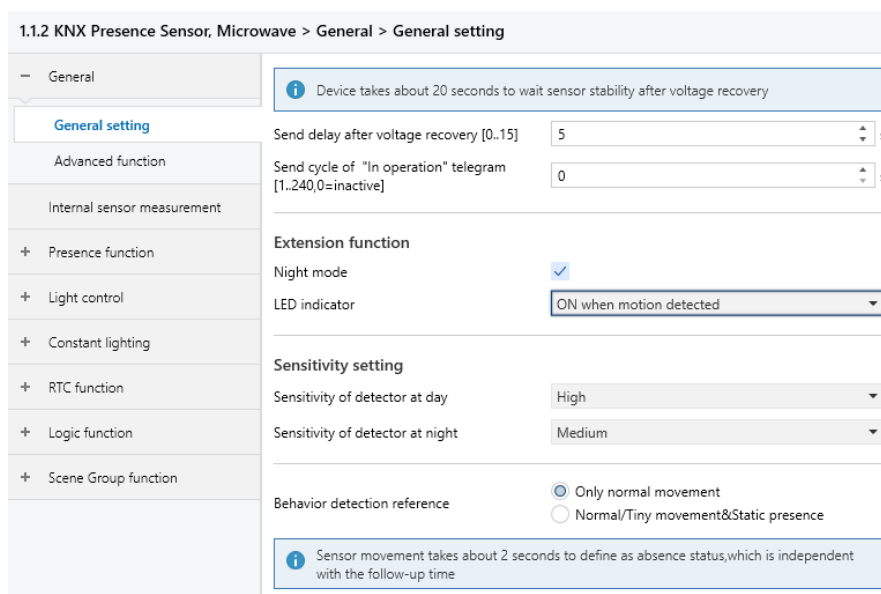 1.1.2 KNX Presence Sensor, Microwave > General > General setting
− General
General setting
Advanced function
Internal sensor measurement
+ Presence function
+ Light control
+ Constant lighting
+ RTC function
+ Logic function
+ Scene Group function
Device takes about 20 seconds to wait sensor stability after voltage recovery
Send delay after voltage recovery [0..15] 5
Send cycle of "In operation" telegram
[1..240,0=inactive] 0
Extension function
Night mode
LED indicator ON when motion detected
Sensitivity setting
Sensitivity of detector at day High
Sensitivity of detector at night Medium
Behavior detection reference
Only normal movement
Normal/Tiny movement&Static presence
Sensor movement takes about 2 seconds to define as absence status,which is independent
with the follow-up time